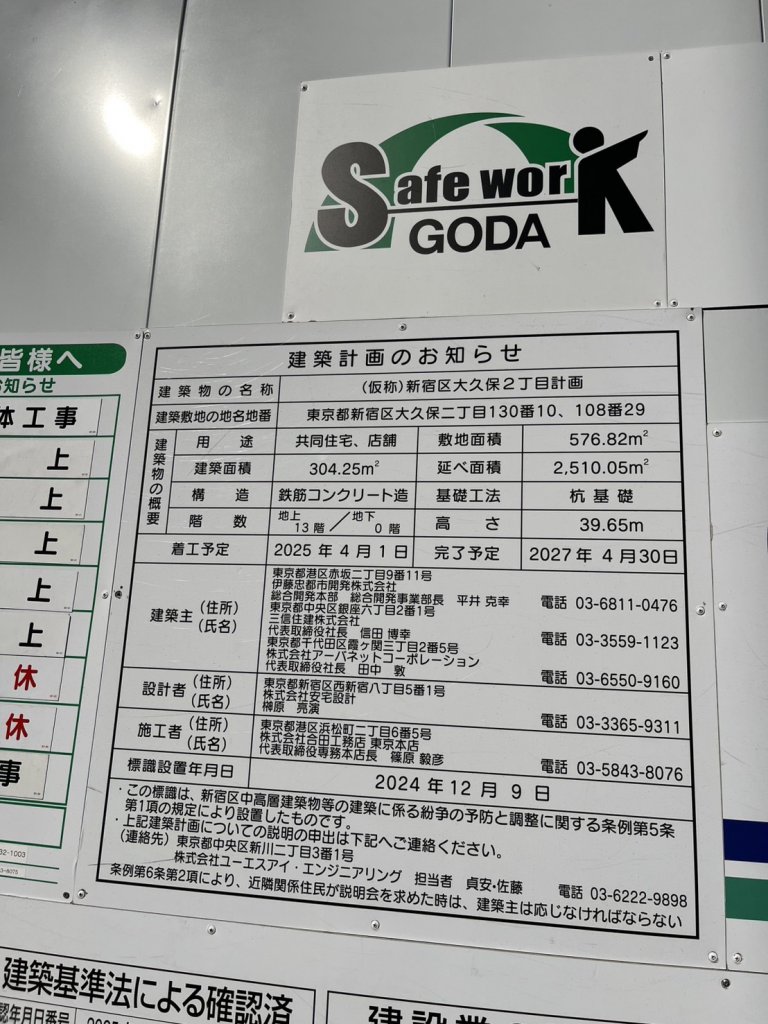 Safe work
GODA
皆様へ
お知らせ
体工事
上
上
上
上
上
休
休
事
建築計画のお知らせ
建築物の名称 (仮称)新宿区大久保2丁目計画
建築敷地の地名地番 東京都新宿区大久保二丁目130番10、108番29
建築物の概要
用途 共同住宅、店舗 敷地面積 576.82㎡
建築面積 304.25㎡ 延べ面積 2,510.05㎡
構造 鉄筋コンクリート造 基礎工法 杭基礎
階数 地上13階/地下0階 高さ 39.65m
着工予定 2025年4月1日 完了予定 2027年4月30日
建築主(住所)(氏名)
東京都港区赤坂二丁目9番11号
伊藤忠都市開発株式会社
総合開発本部 総合開発事業部長 平井 克幸 電話 03-6811-0476
東京都中央区銀座六丁目2番1号
三信住建株式会社
代表取締役社長 信田 博幸 電話 03-3559-1123
東京都千代田区霞ヶ関三丁目2番5号
株式会社アーバネットコーポレーション
代表取締役社長 田中 敦 電話 03-6550-9160
設計者(住所)(氏名)
東京都新宿区西新宿八丁目5番1号
株式会社安宅設計
榊原 亮演 電話 03-3365-9311
施工者(住所)(氏名)
東京都港区浜松町二丁目6番5号
株式会社合田工務店 東京本店
代表取締役専務本店長 篠原 毅彦 電話 03-5843-8076
標識設置年月日 2024年12月9日
・この標識は、新宿区中高層建築物等の建築に係る紛争の予防と調整に関する条例第5条
第1項の規定により設置したものです。
・上記建築計画についての説明の申出は下記へご連絡ください。
(連絡先)東京都中央区新川二丁目3番1号
株式会社ユーエスアイ・エンジニアリング 担当者 貞安・佐藤 電話 03-6222-9898
条例第6条第2項により、近隣関係住民が説明会を求めた時は、建築主は応じなければならない
建築基準法による確認済
認年月日番号
建設業